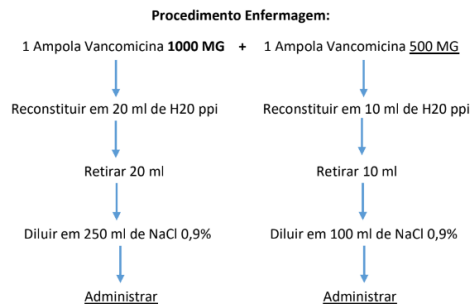 Procedimento Enfermagem:
1 Ampola Vancomicina 1000 MG + 1 Ampola Vancomicina 500 MG
Reconstituir em 20 ml de H20 ppi
Reconstituir em 10 ml de H20 ppi
Retirar 20 ml
Retirar 10 ml
Diluir em 250 ml de NaCl 0,9%
Diluir em 100 ml de NaCl 0,9%
Administrar
Administrar